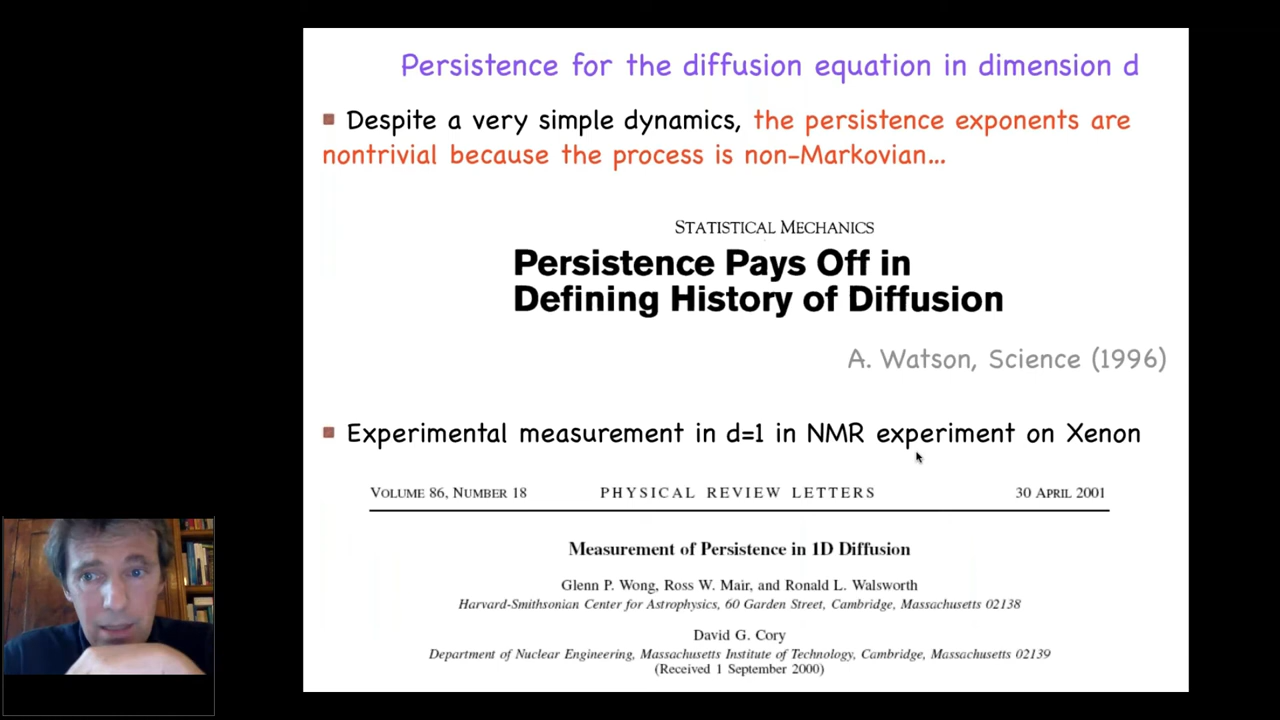 Persistence for the diffusion equation in dimension d
Despite a very simple dynamics, the persistence exponents are
nontrivial because the process is non-Markovian...
STATISTICAL MECHANICS
Persistence Pays Off in
Defining History of Diffusion
A. Watson, Science (1996)
Experimental measurement in d=1 in NMR experiment on Xenon
VOLUME 86, NUMBER 18 PHYSICAL REVIEW LETTERS 30 APRIL 2001
Measurement of Persistence in 1D Diffusion
Glenn P. Wong, Ross W. Mair, and Ronald L. Walsworth
Harvard-Smithsonian Center for Astrophysics, 60 Garden Street, Cambridge, Massachusetts 02138
David G. Cory
Department of Nuclear Engineering, Massachusetts Institute of Technology, Cambridge, Massachusetts 02139
(Received 1 September 2000)